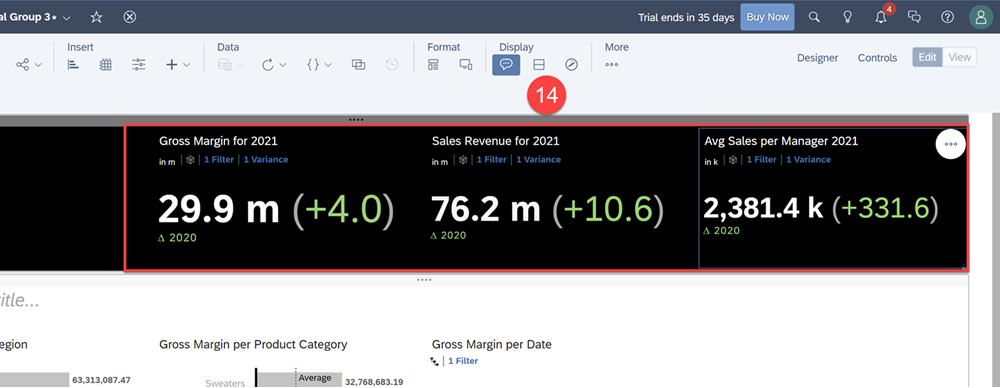 al Group 3*
Trial ends in 35 days
Buy Now
4
Insert
Data
Format
Display
More
Designer
Controls
Edit
View
14
Gross Margin for 2021
in m
1 Filter
1 Variance
29.9 m (+4.0)
Δ 2020
Sales Revenue for 2021
in m
1 Filter
1 Variance
76.2 m (+10.6)
Δ 2020
Avg Sales per Manager 2021
in k
1 Filter
1 Variance
2,381.4 k (+331.6)
Δ 2020
itle...
egion
63,313,087.47
Gross Margin per Product Category
Sweaters
Average
32,768,683.19
Gross Margin per Date
1 Filter